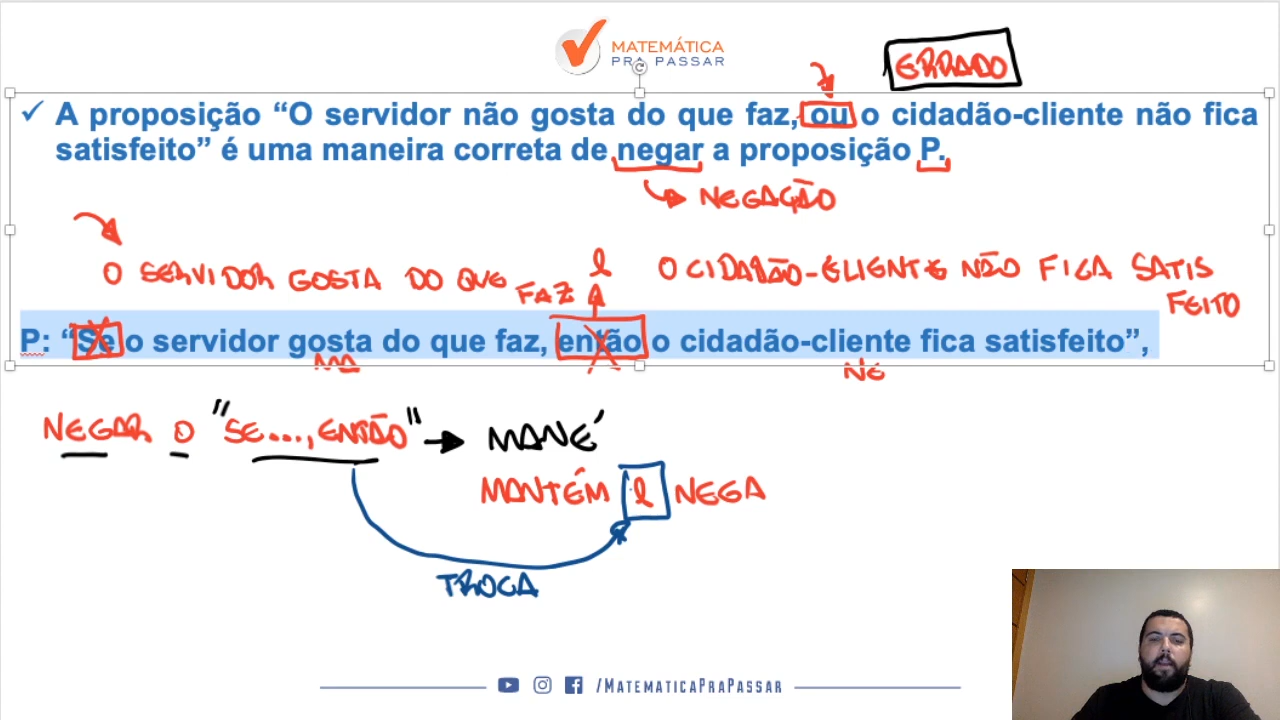 MATEMÁTICA
PRA PASSAR
ERRADO
✓ A proposição “O servidor não gosta do que faz, ou o cidadão-cliente não fica
satisfeito” é uma maneira correta de negar a proposição P.
NEGAÇÃO
O SERVIDOR GOSTA DO QUE FAZ e O CIDADÃO-CLIENTE NÃO FICA SATIS
FEITO
P: “Se o servidor gosta do que faz, então o cidadão-cliente fica satisfeito”,
MA NE
NEGAR O "SE...,ENTÃO" → MANÉ
MANTÉM e NEGA
TROCA
/MATEMATICAPRAPASSAR